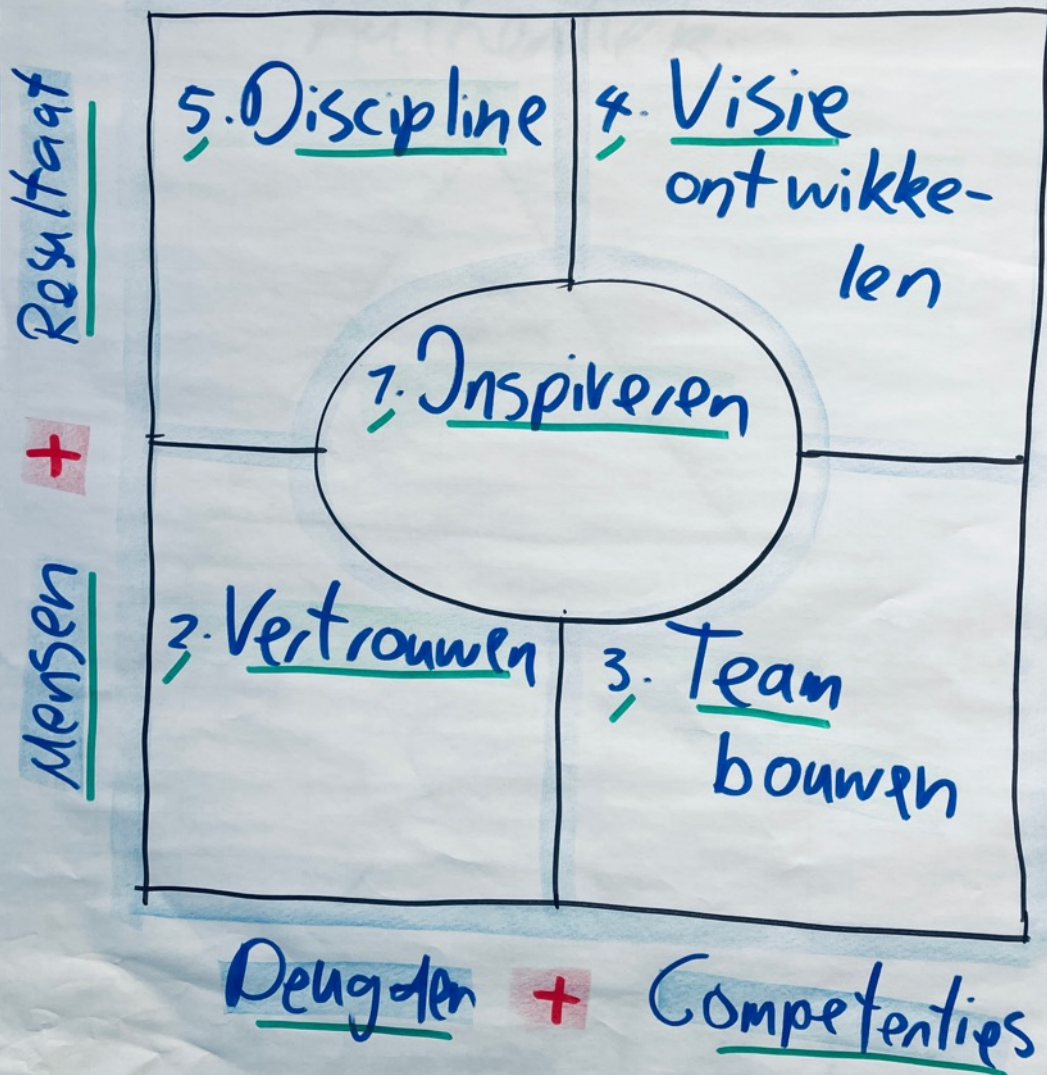 5. Discipline
4. Visie
ontwikke-
len
1. Inspireren
2. Vertrouwen
3. Team
bouwen
Resultaat
+
Mensen
Deugden + Competenties